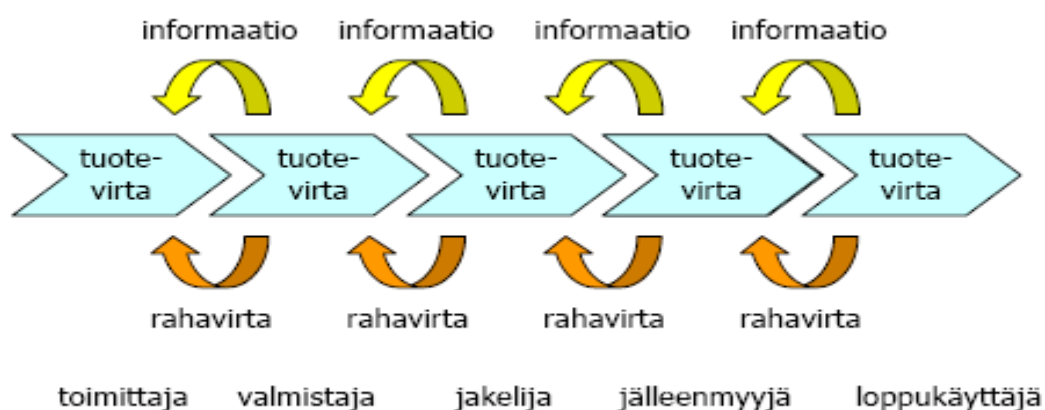 informaatio informaatio informaatio informaatio
tuote- tuote- tuote- tuote- tuote-
virta virta virta virta virta
rahavirta rahavirta rahavirta rahavirta
toimittaja valmistaja jakelija jälleenmyyjä loppukäyttäjä